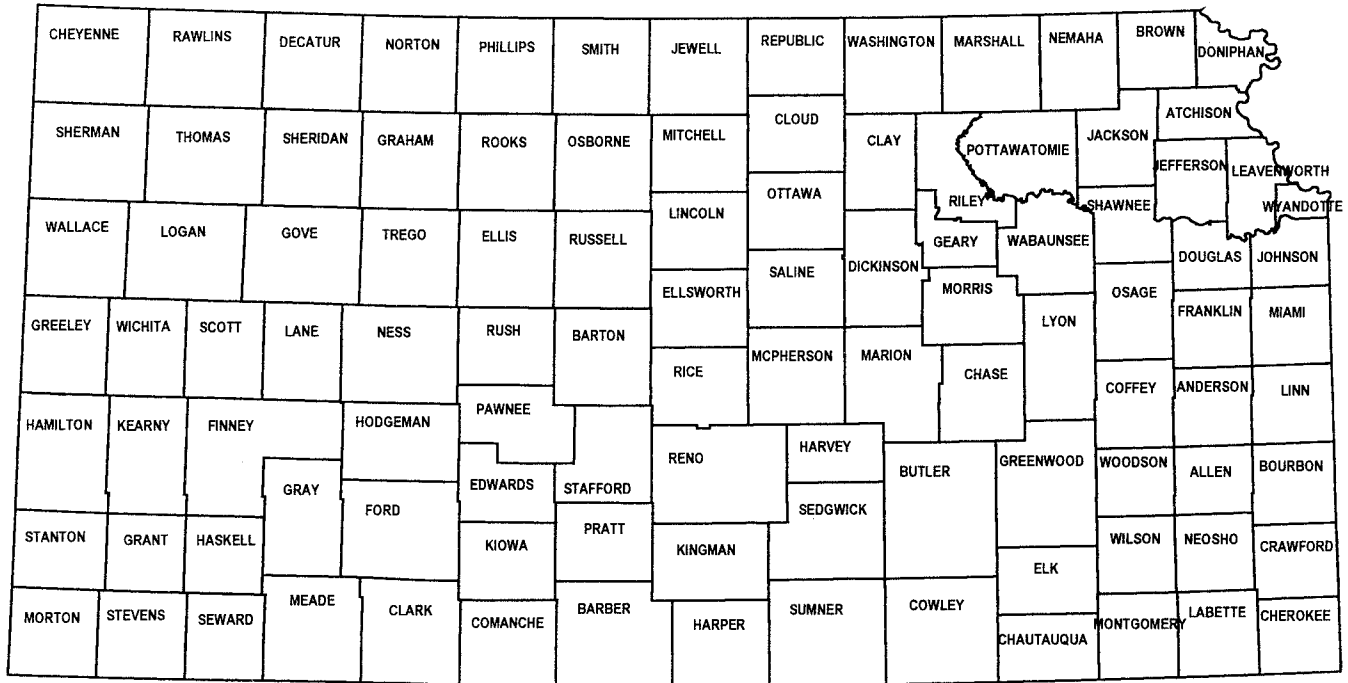 CHEYENNE
RAWLINS
DECATUR
NORTON
PHILLIPS
SMITH
JEWELL
REPUBLIC
WASHINGTON
MARSHALL
NEMAHA
BROWN
DONIPHAN
SHERMAN
THOMAS
SHERIDAN
GRAHAM
ROOKS
OSBORNE
MITCHELL
CLOUD
CLAY
POTTAWATOMIE
JACKSON
ATCHISON
JEFFERSON
LEAVENWORTH
WYANDOTTE
WALLACE
LOGAN
GOVE
TREGO
ELLIS
RUSSELL
LINCOLN
OTTAWA
RILEY
SHAWNEE
GEARY
WABAUNSEE
DICKINSON
SALINE
ELLSWORTH
DOUGLAS
JOHNSON
MORRIS
OSAGE
GREELEY
WICHITA
SCOTT
LANE
NESS
RUSH
BARTON
RICE
MCPHERSON
MARION
CHASE
LYON
FRANKLIN
MIAMI
COFFEY
ANDERSON
LINN
HAMILTON
KEARNY
FINNEY
HODGEMAN
PAWNEE
RENO
HARVEY
BUTLER
GREENWOOD
WOODSON
ALLEN
BOURBON
GRAY
FORD
EDWARDS
STAFFORD
SEDGWICK
STANTON
GRANT
HASKELL
KIOWA
PRATT
KINGMAN
ELK
WILSON
NEOSHO
CRAWFORD
MORTON
STEVENS
SEWARD
MEADE
CLARK
COMANCHE
BARBER
HARPER
SUMNER
COWLEY
CHAUTAUQUA
MONTGOMERY
LABETTE
CHEROKEE